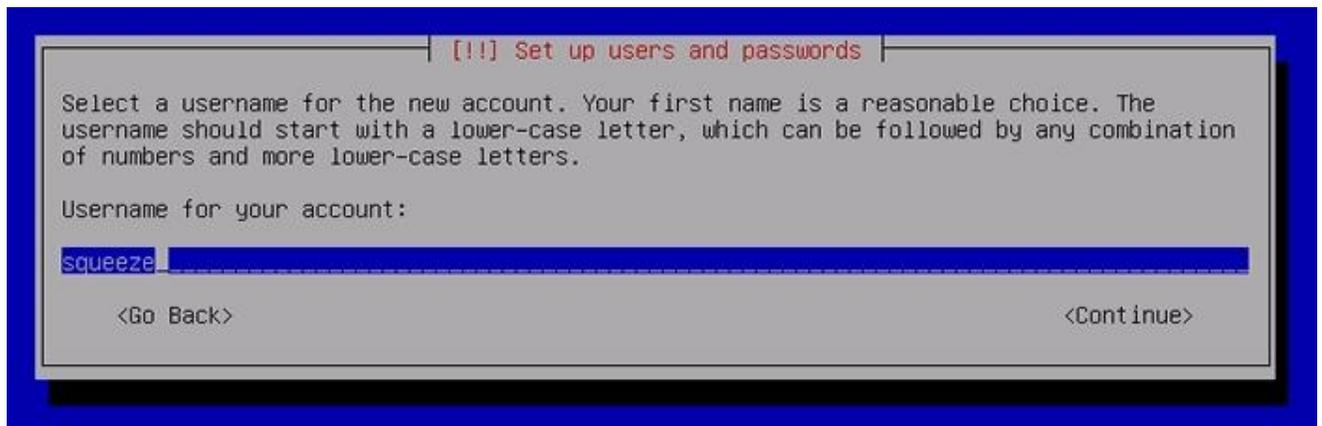 [!!] Set up users and passwords
Select a username for the new account. Your first name is a reasonable choice. The
username should start with a lower-case letter, which can be followed by any combination
of numbers and more lower-case letters.
Username for your account:
squeeze
<Go Back> <Continue>